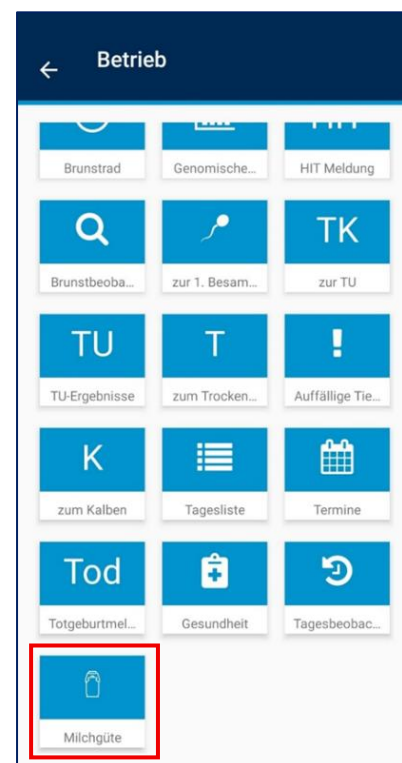 Betrieb
HIT
Brunstrad Genomische... HIT Meldung
TK
Brunstbeoba... zur 1. Besam... zur TU
TU T
TU-Ergebnisse zum Trocken... Auffällige Tie...
K
zum Kalben Tagesliste Termine
Tod
Totgeburtmel... Gesundheit Tagesbeobac...
Milchgüte